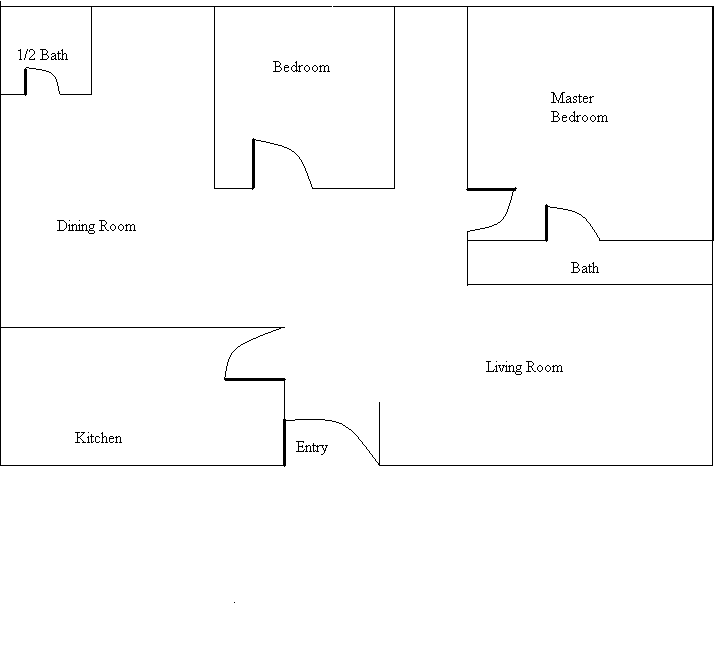 1/2 Bath
Bedroom
Master
Bedroom
Dining Room
Bath
Living Room
Kitchen
Entry